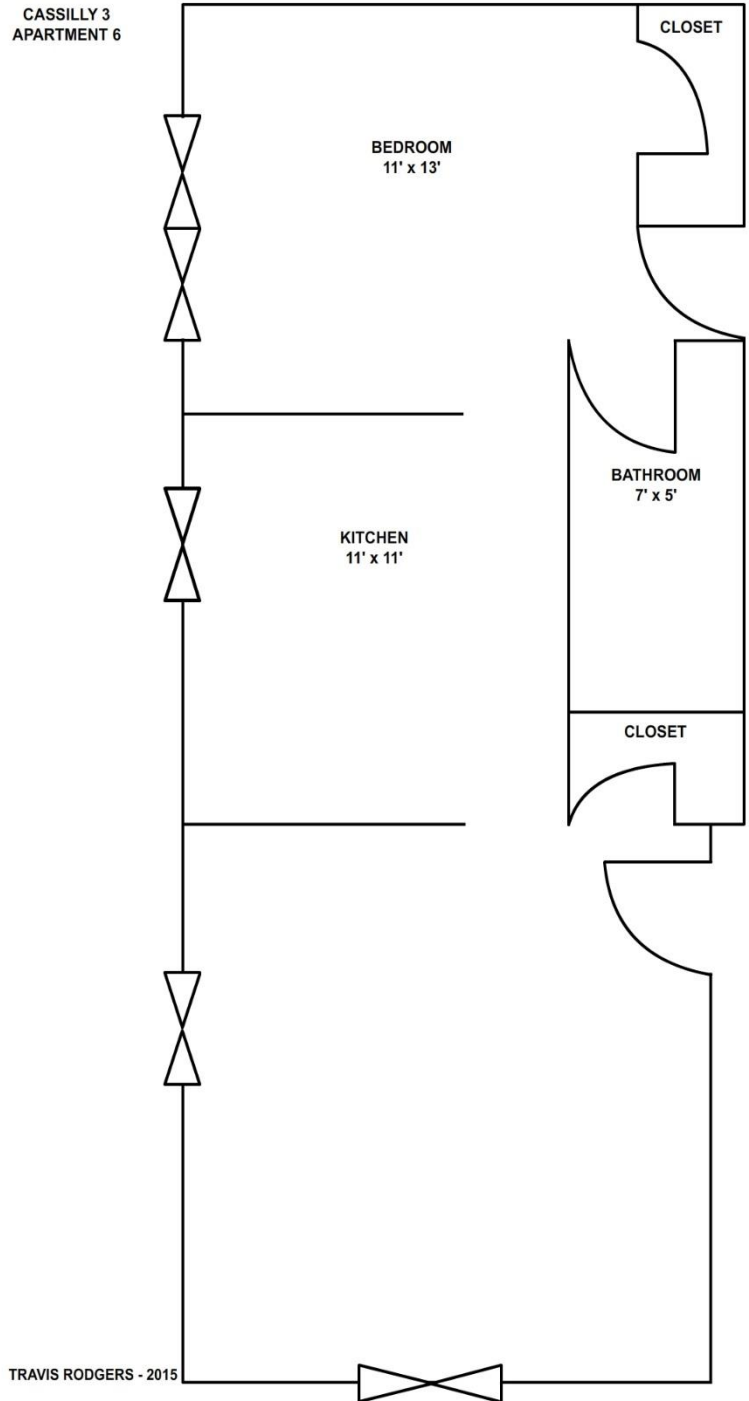 CASSILLY 3
APARTMENT 6
CLOSET
BEDROOM
11' x 13'
BATHROOM
7' x 5'
KITCHEN
11' x 11'
CLOSET
TRAVIS RODGERS - 2015